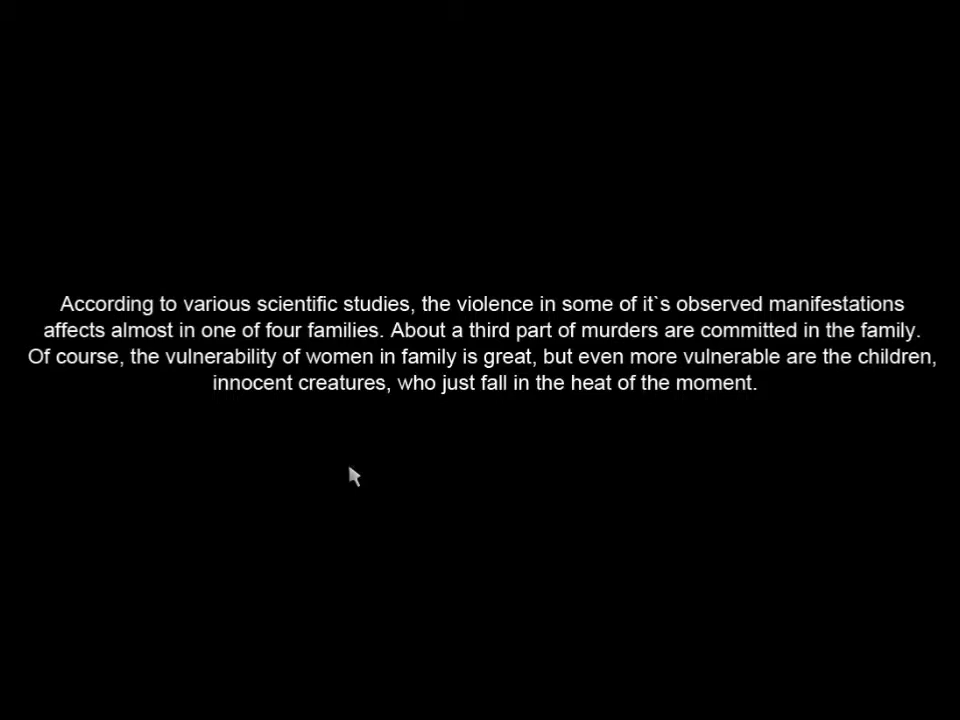 According to various scientific studies, the violence in some of it`s observed manifestations
affects almost in one of four families. About a third part of murders are committed in the family.
Of course, the vulnerability of women in family is great, but even more vulnerable are the children,
innocent creatures, who just fall in the heat of the moment.